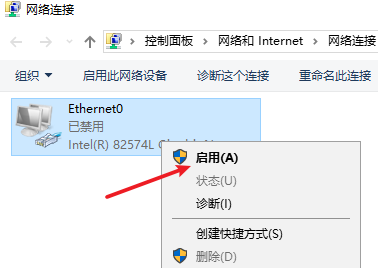 网络连接
控制面板 > 网络和 Internet > 网络连接
组织 启用此网络设备 诊断这个连接 重命名此连接
Ethernet0
已禁用
Intel(R) 82574L
启用(A)
状态(U)
诊断(I)
创建快捷方式(S)
删除(D)